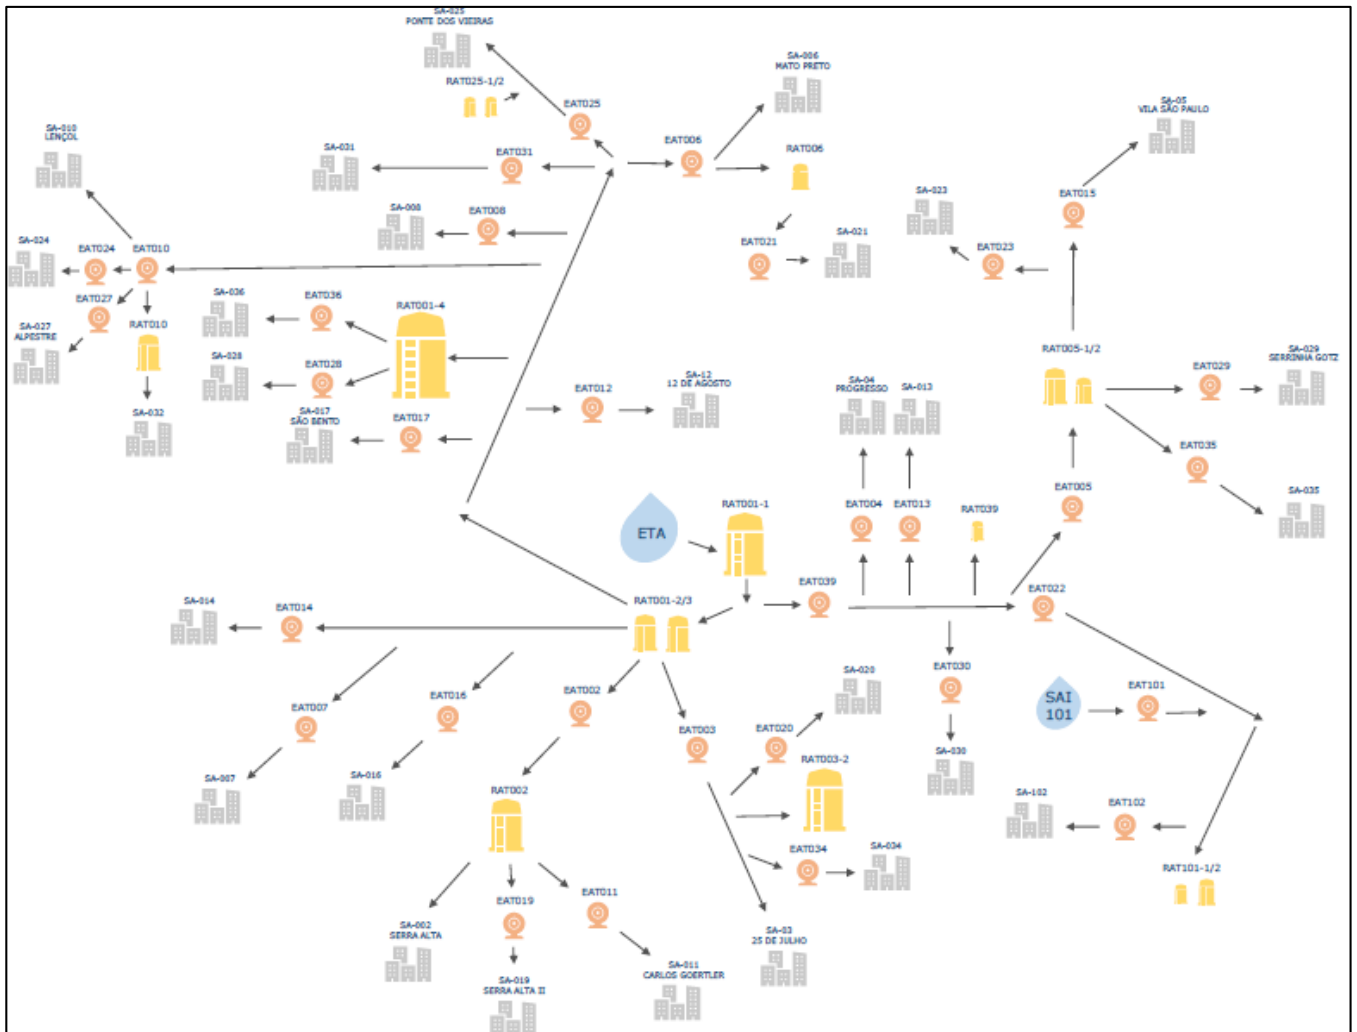 SA-025
PONTE DOS VIEIRAS
SA-006
MATO PRETO
RAT025-1/2
SA-05
VILA SÃO PAULO
EAT025
SA-010
LENÇOL
EAT006
RAT006
SA-031
EAT031
EAT015
SA-023
SA-008
EAT008
SA-024
EAT024
EAT010
EAT021
SA-021
EAT023
EAT027
SA-036
EAT036
RAT001-4
SA-027
ALPESTRE
RAT010
RAT005-1/2
SA-029
SERRINHA GOTZ
SA-028
EAT028
EAT029
SA-12
12 DE AGOSTO
EAT012
SA-04
PROGRESSO
SA-013
SA-032
SA-017
SÃO BENTO
EAT017
EAT035
EAT005
SA-035
ETA
RAT001-1
EAT004
EAT013
RAT039
EAT039
EAT022
SA-014
EAT014
RAT001-2/3
EAT007
EAT016
EAT002
EAT003
EAT020
SA-020
EAT030
SAI
101
EAT101
SA-007
SA-016
RAT002
RAT003-2
SA-030
SA-102
EAT102
EAT034
SA-034
RAT101-1/2
EAT019
EAT011
SA-002
SERRA ALTA
SA-03
25 DE JULHO
SA-019
SERRA ALTA II
SA-011
CARLOS GOERTLER